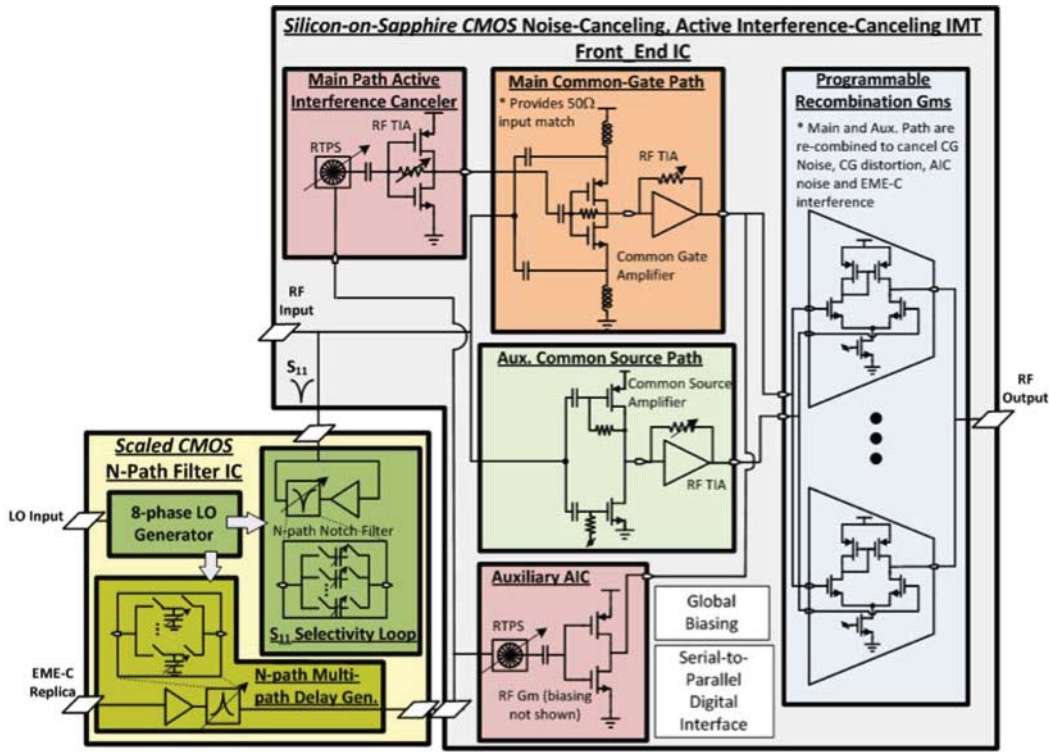 Silicon-on-Sapphire CMOS Noise-Canceling, Active Interference-Canceling IMT
Front_End IC
Main Path Active
Interference Canceler
RF TIA
RTPS
Main Common-Gate Path
* Provides 50Ω
input match
RF TIA
Common Gate
Amplifier
Programmable
Recombination Gms
* Main and Aux. Path are
re-combined to cancel CG
Noise, CG distortion, AIC
noise and EME-C
interference
RF
Input
S11
Aux. Common Source Path
Common Source
Amplifier
RF TIA
RF
Output
Scaled CMOS
N-Path Filter IC
LO Input
8-phase LO
Generator
N-path Notch Filter
S11 Selectivity Loop
EME-C
Replica
N-path Multi-
path Delay Gen.
Auxiliary AIC
RTPS
RF Gm (biasing
not shown)
Global
Biasing
Serial-to-
Parallel
Digital
Interface